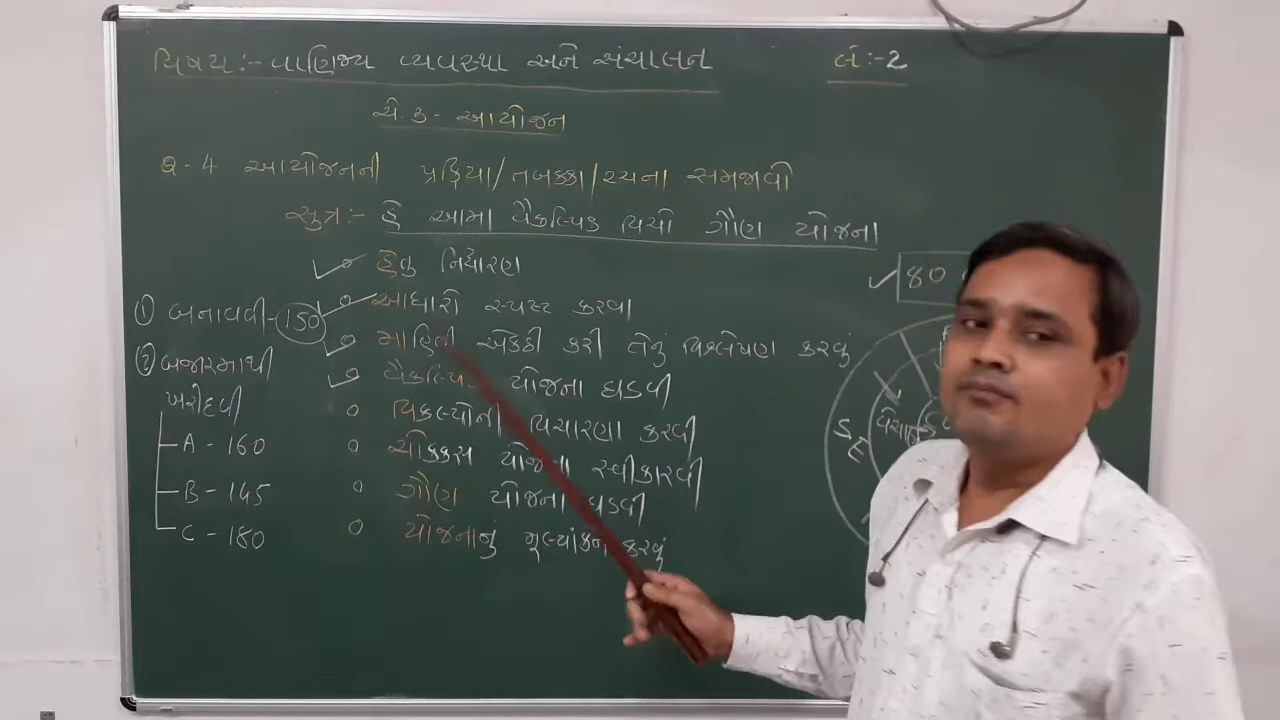 વિષય:- વાણિજ્ય વ્યવસ્થા અને સંચાલન
લે:-2
ચે.3- આયોજન
Q-4 આયોજનની પ્રક્રિયા/તબક્કા/રચના સમજાવો
સુત્ર:- હે આમા વૈકલ્પિક વિચો ગૌણ યોજના
હેતુ નિર્ધારણ
આધારો સ્પષ્ટ કરવા
માહિતી એકઠી કરી તેનું વિશ્લેષણ કરવું
વૈકલ્પિક યોજના ઘડવી
વિકલ્પોની વિચારણા કરવી
ચોક્કસ યોજના સ્વીકારવી
ગૌણ યોજના ઘડવી
યોજનાનું મૂલ્યાંકન કરવું
① બનાવવી-150
② બજારમાથી
ખરીદવી
A - 160
B - 145
C - 180
80
S
E